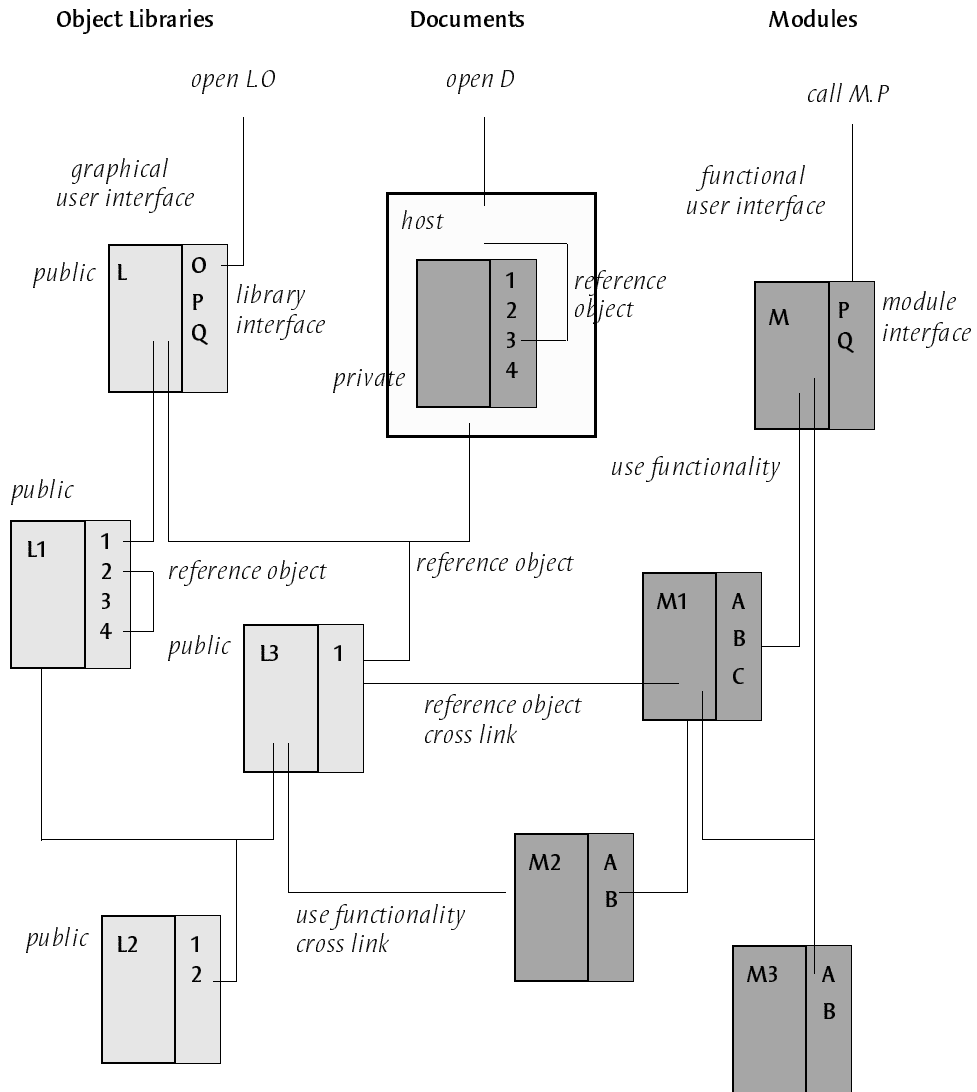 Object Libraries
Documents
Modules
open L.O
open D
call M.P
graphical
user interface
functional
user interface
host
public
L
O
P
Q
library
interface
1
2
3
4
reference
object
private
M
P
Q
module
interface
use functionality
public
L1
1
2
3
4
reference object
reference object
public
L3
1
M1
A
B
C
reference object
cross link
M2
A
B
use functionality
cross link
public
L2
1
2
M3
A
B